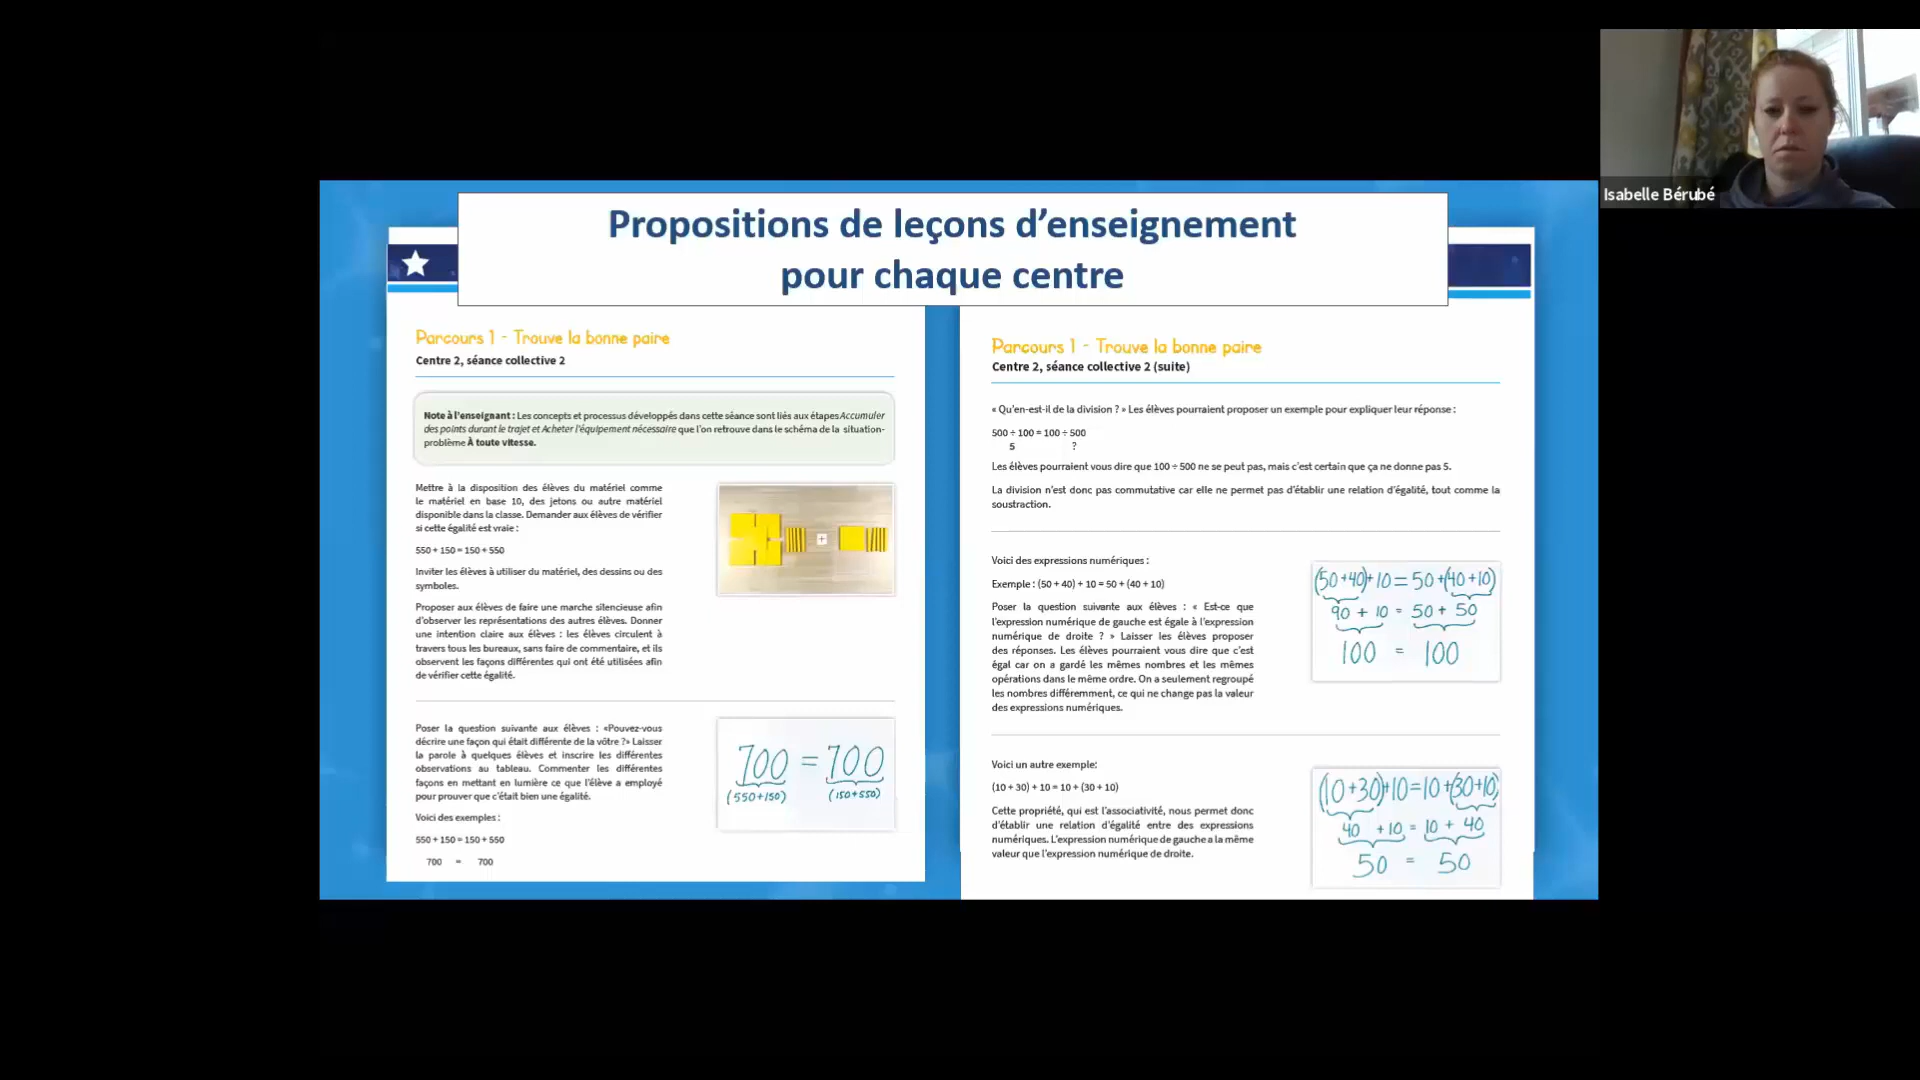 Propositions de leçons d’enseignement
pour chaque centre
Parcours 1 - Trouve la bonne paire
Centre 2, séance collective 2
Note à l’enseignant : Les concepts et processus développés dans cette séance sont liés aux étapes Accumuler
des points durant le trajet et Acheter l’équipement nécessaire que l’on retrouve dans le schéma de la situation-
problème À toute vitesse.
Mettre à la disposition des élèves du matériel comme
le matériel en base 10, des jetons ou autre matériel
disponible dans la classe. Demander aux élèves de vérifier
si cette égalité est vraie :
550 + 150 = 150 + 550
Inviter les élèves à utiliser du matériel, des dessins ou des
symboles.
Proposer aux élèves de faire une marche silencieuse afin
d’observer les représentations des autres élèves. Donner
une intention claire aux élèves : les élèves circulent à
travers tous les bureaux, sans faire de commentaire, et ils
observent les façons différentes qui ont été utilisées afin
de vérifier cette égalité.
+
Poser la question suivante aux élèves : «Pouvez-vous
décrire une façon qui était différente de la vôtre ?» Laisser
la parole à quelques élèves et inscrire les différentes
observations au tableau. Commenter les différentes
façons en mettant en lumière ce que l’élève a employé
pour prouver que c’était bien une égalité.
Voici des exemples :
550 + 150 = 150 + 550
700 = 700
700 = 700
(550+150) (150+550)
Parcours 1 - Trouve la bonne paire
Centre 2, séance collective 2 (suite)
« Qu’en-est-il de la division ? » Les élèves pourraient proposer un exemple pour expliquer leur réponse :
500 ÷ 100 = 100 ÷ 500
5 ?
Les élèves pourraient vous dire que 100 ÷ 500 ne se peut pas, mais c’est certain que ça ne donne pas 5.
La division n’est donc pas commutative car elle ne permet pas d’établir une relation d’égalité, tout comme la
soustraction.
Voici des expressions numériques :
Exemple : (50 + 40) + 10 = 50 + (40 + 10)
Poser la question suivante aux élèves : « Est-ce que
l’expression numérique de gauche est égale à l’expression
numérique de droite ? » Laisser les élèves proposer
des réponses. Les élèves pourraient vous dire que c’est
égal car on a gardé les mêmes nombres et les mêmes
opérations dans le même ordre. On a seulement regroupé
les nombres différemment, ce qui ne change pas la valeur
des expressions numériques.
(50+40)+10=50+(40+10)
90 + 10 = 50 + 50
100 = 100
Voici un autre exemple:
(10 + 30) + 10 = 10 + (30 + 10)
Cette propriété, qui est l’associativité, nous permet donc
d’établir une relation d’égalité entre des expressions
numériques. L’expression numérique de gauche a la même
valeur que l’expression numérique de droite.
(10+30)+10=10+(30+10)
40 +10 = 10 + 40
50 = 50
Isabelle Bérubé